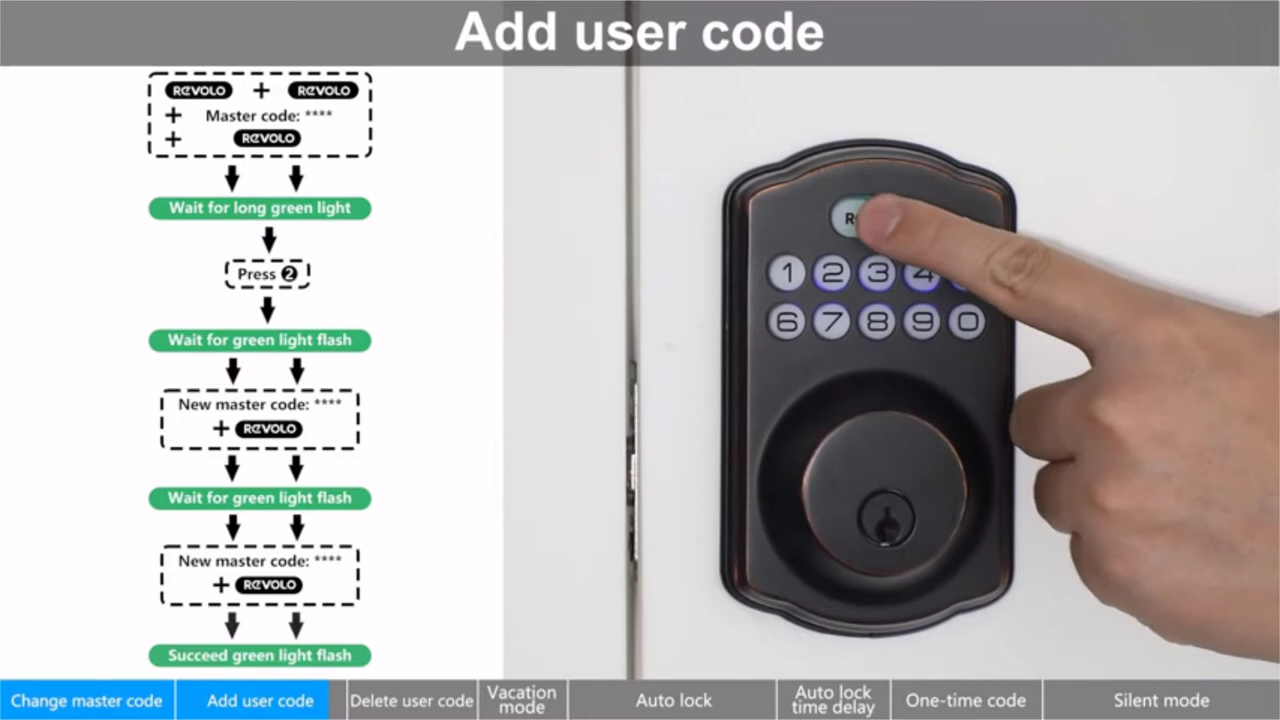 Add user code
REVOLO + REVOLO
+ Master code: ****
+ REVOLO
Wait for long green light
Press 2
Wait for green light flash
New master code: ****
+ REVOLO
Wait for green light flash
New master code: ****
+ REVOLO
Succeed green light flash
1 2 3 4
6 7 8 9 0
Change master code
Add user code
Delete user code
Vacation
mode
Auto lock
Auto lock
time delay
One-time code
Silent mode